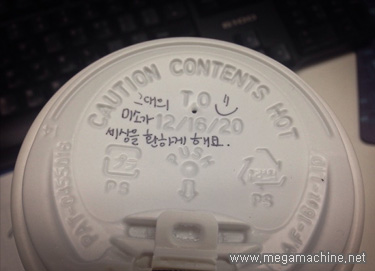 CAUTION CONTENTS HOT
T.O
그대의
미소가
12/16/20
세상을 환하게 해요.
PUSH
PS
PS
www.megamachine.net